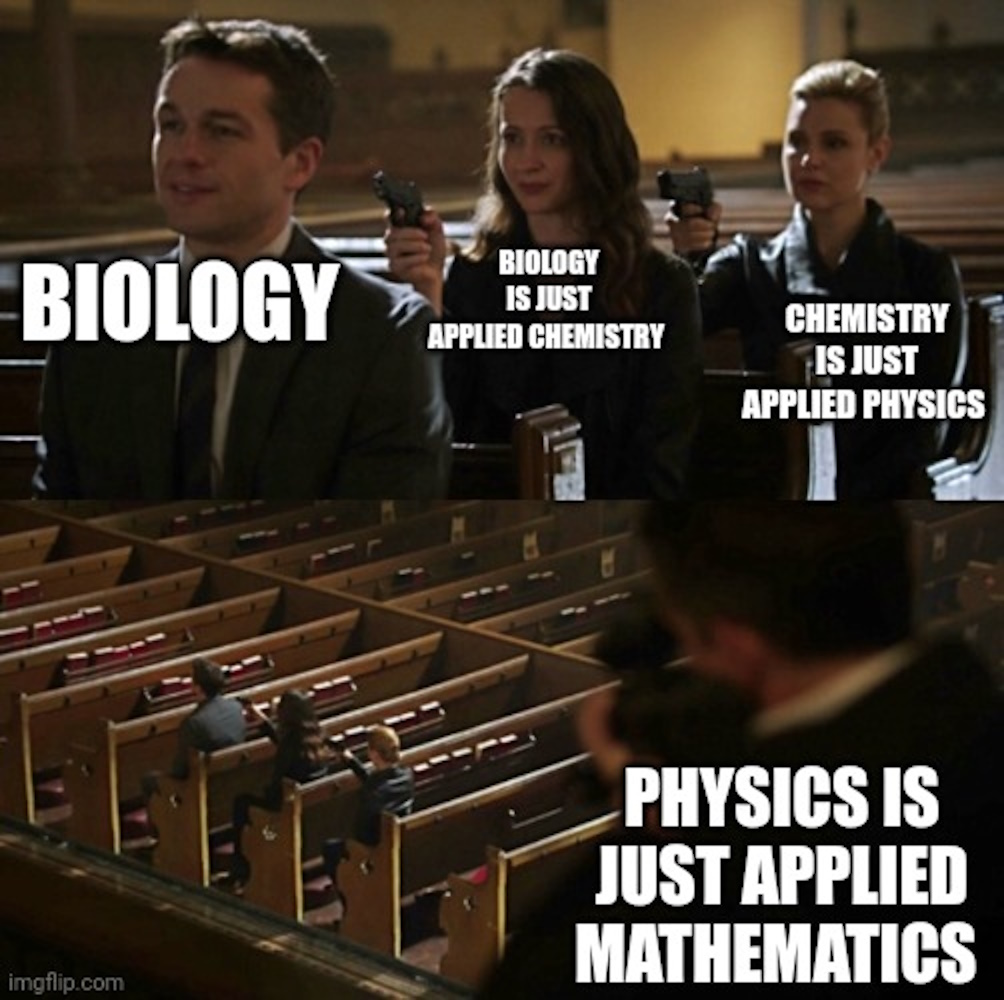 BIOLOGY
BIOLOGY
IS JUST
APPLIED CHEMISTRY
CHEMISTRY
IS JUST
APPLIED PHYSICS
PHYSICS IS
JUST APPLIED
MATHEMATICS
imgflip.com